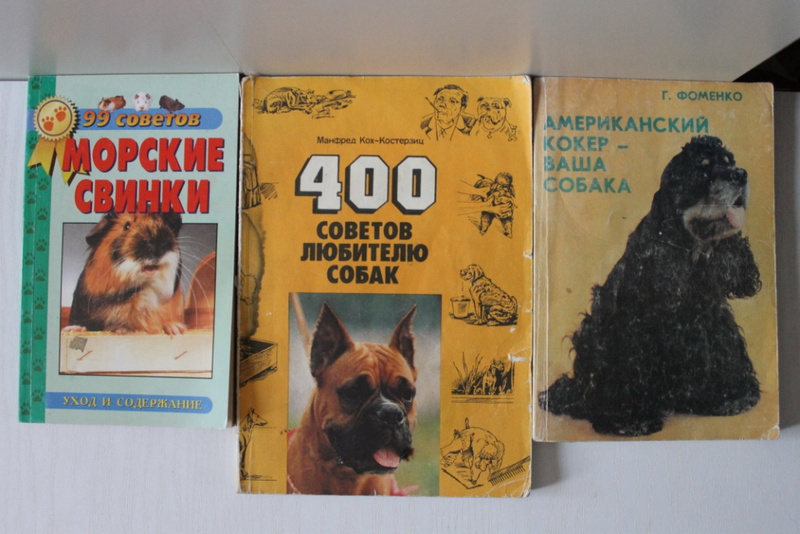 99 советов
МОРСКИЕ
СВИНКИ
УХОД И СОДЕРЖАНИЕ
Манфред Кох-Костерзиц
400
СОВЕТОВ
ЛЮБИТЕЛЮ
СОБАК
Г. ФОМЕНКО
АМЕРИКАНСКИЙ
КОКЕР –
ВАША
СОБАКА